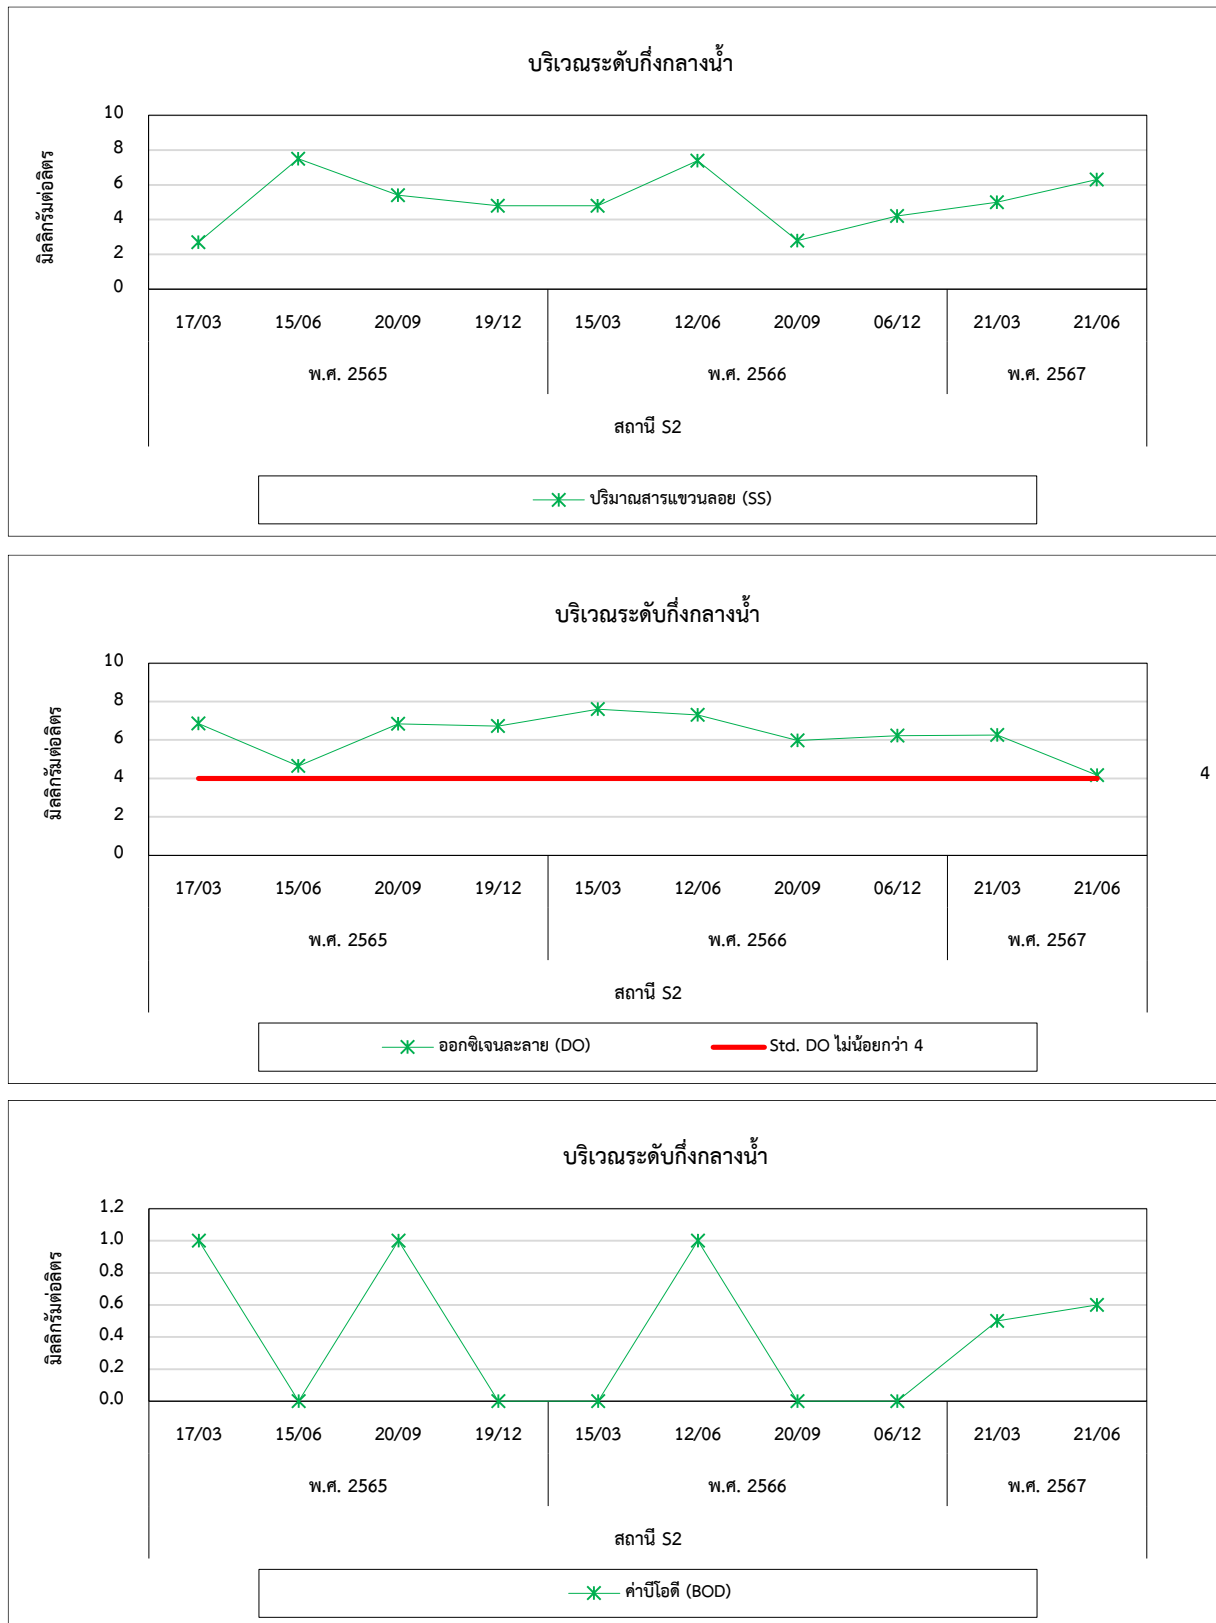 บริเวณระดับกึ่งกลางน้ำ
มิลลิกรัมต่อลิตร
10
8
6
4
2
0
17/03 15/06 20/09 19/12 15/03 12/06 20/09 06/12 21/03 21/06
พ.ศ. 2565 พ.ศ. 2566 พ.ศ. 2567
สถานี S2
ปริมาณสารแขวนลอย (SS)
บริเวณระดับกึ่งกลางน้ำ
มิลลิกรัมต่อลิตร
10
8
6
4
2
0
4
17/03 15/06 20/09 19/12 15/03 12/06 20/09 06/12 21/03 21/06
พ.ศ. 2565 พ.ศ. 2566 พ.ศ. 2567
สถานี S2
ออกซิเจนละลาย (DO) Std. DO ไม่น้อยกว่า 4
บริเวณระดับกึ่งกลางน้ำ
มิลลิกรัมต่อลิตร
1.2
1.0
0.8
0.6
0.4
0.2
0.0
17/03 15/06 20/09 19/12 15/03 12/06 20/09 06/12 21/03 21/06
พ.ศ. 2565 พ.ศ. 2566 พ.ศ. 2567
สถานี S2
ค่าบีโอดี (BOD)